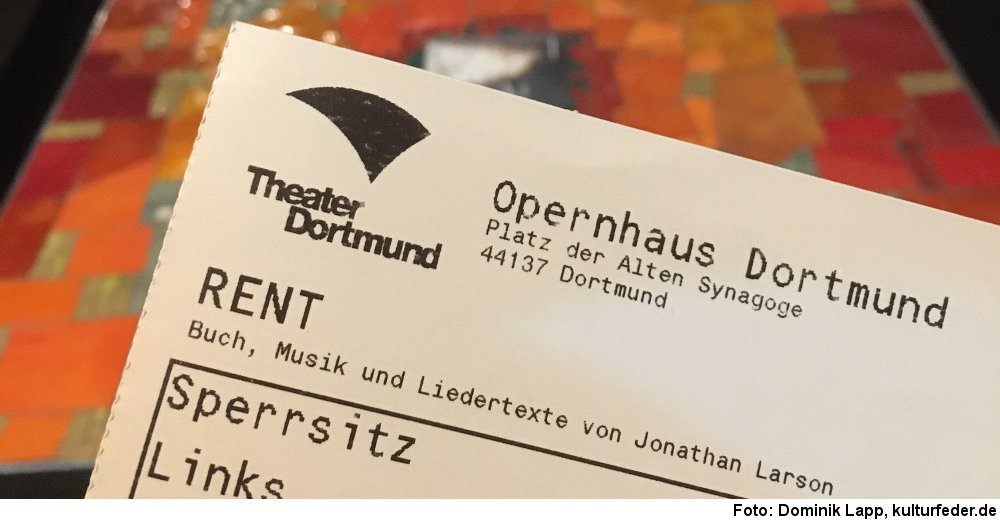 Theater
Dortmund
Opernhaus Dortmund
Platz der Alten Synagoge
44137 Dortmund
RENT
Buch, Musik und Liedertexte von Jonathan Larson
Sperrsitz
Links
Foto: Dominik Lapp, kulturfeder.de